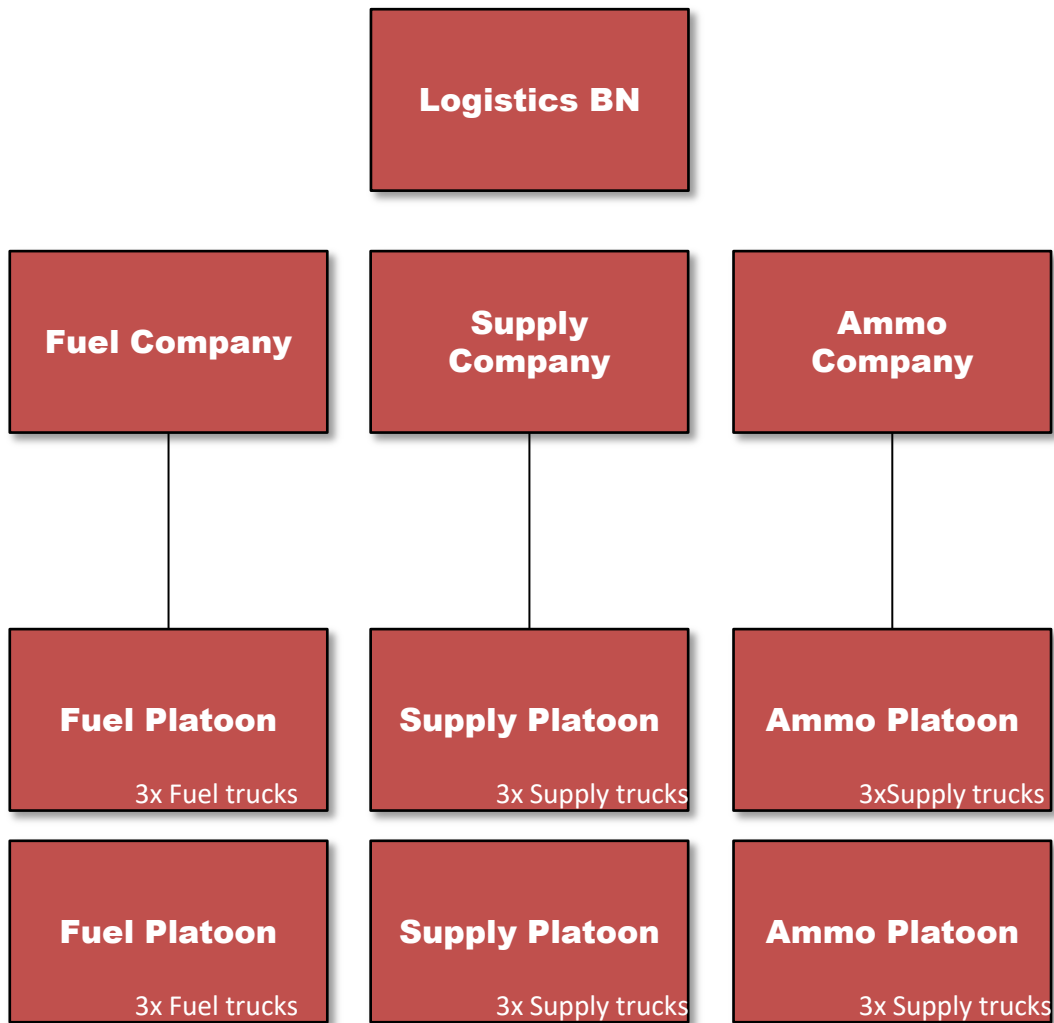 Logistics BN
Fuel Company
Supply
Company
Ammo
Company
Fuel Platoon
3x Fuel trucks
Supply Platoon
3x Supply trucks
Ammo Platoon
3xSupply trucks
Fuel Platoon
3x Fuel trucks
Supply Platoon
3x Supply trucks
Ammo Platoon
3x Supply trucks